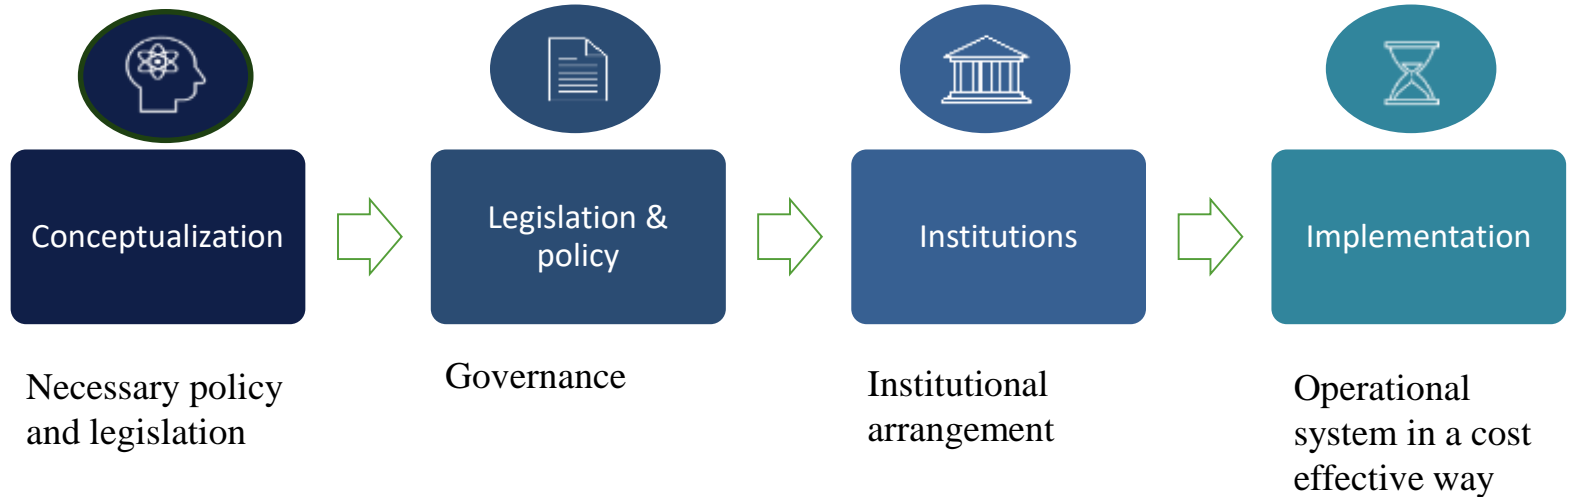 Conceptualization
Legislation &
policy
Institutions
Implementation
Necessary policy
and legislation
Governance
Institutional
arrangement
Operational
system in a cost
effective way